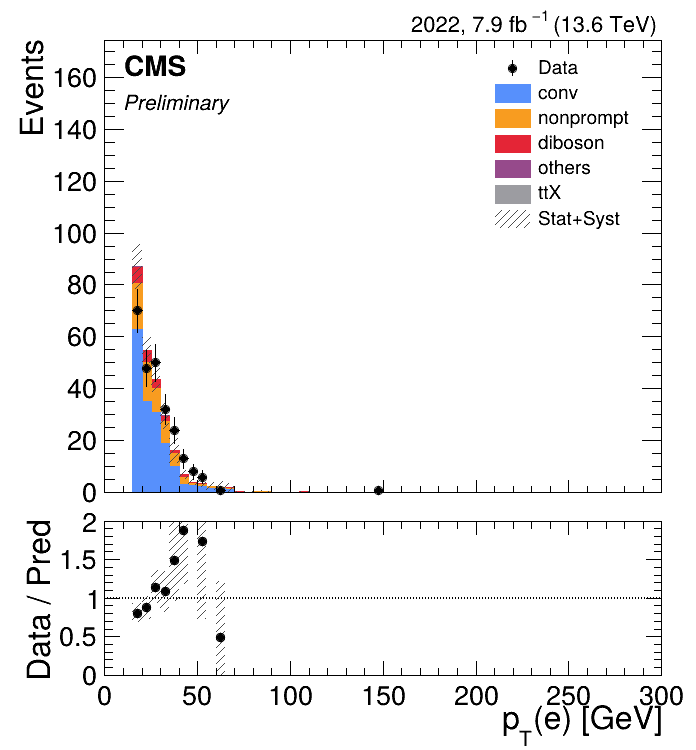 2022, 7.9 fb⁻¹ (13.6 TeV)
CMS
Preliminary
Events
Data
conv
nonprompt
diboson
others
ttX
Stat+Syst
160
140
120
100
80
60
40
20
0
Data / Pred
2
1.5
1
0.5
0
0 50 100 150 200 250 300
p_T(e) [GeV]